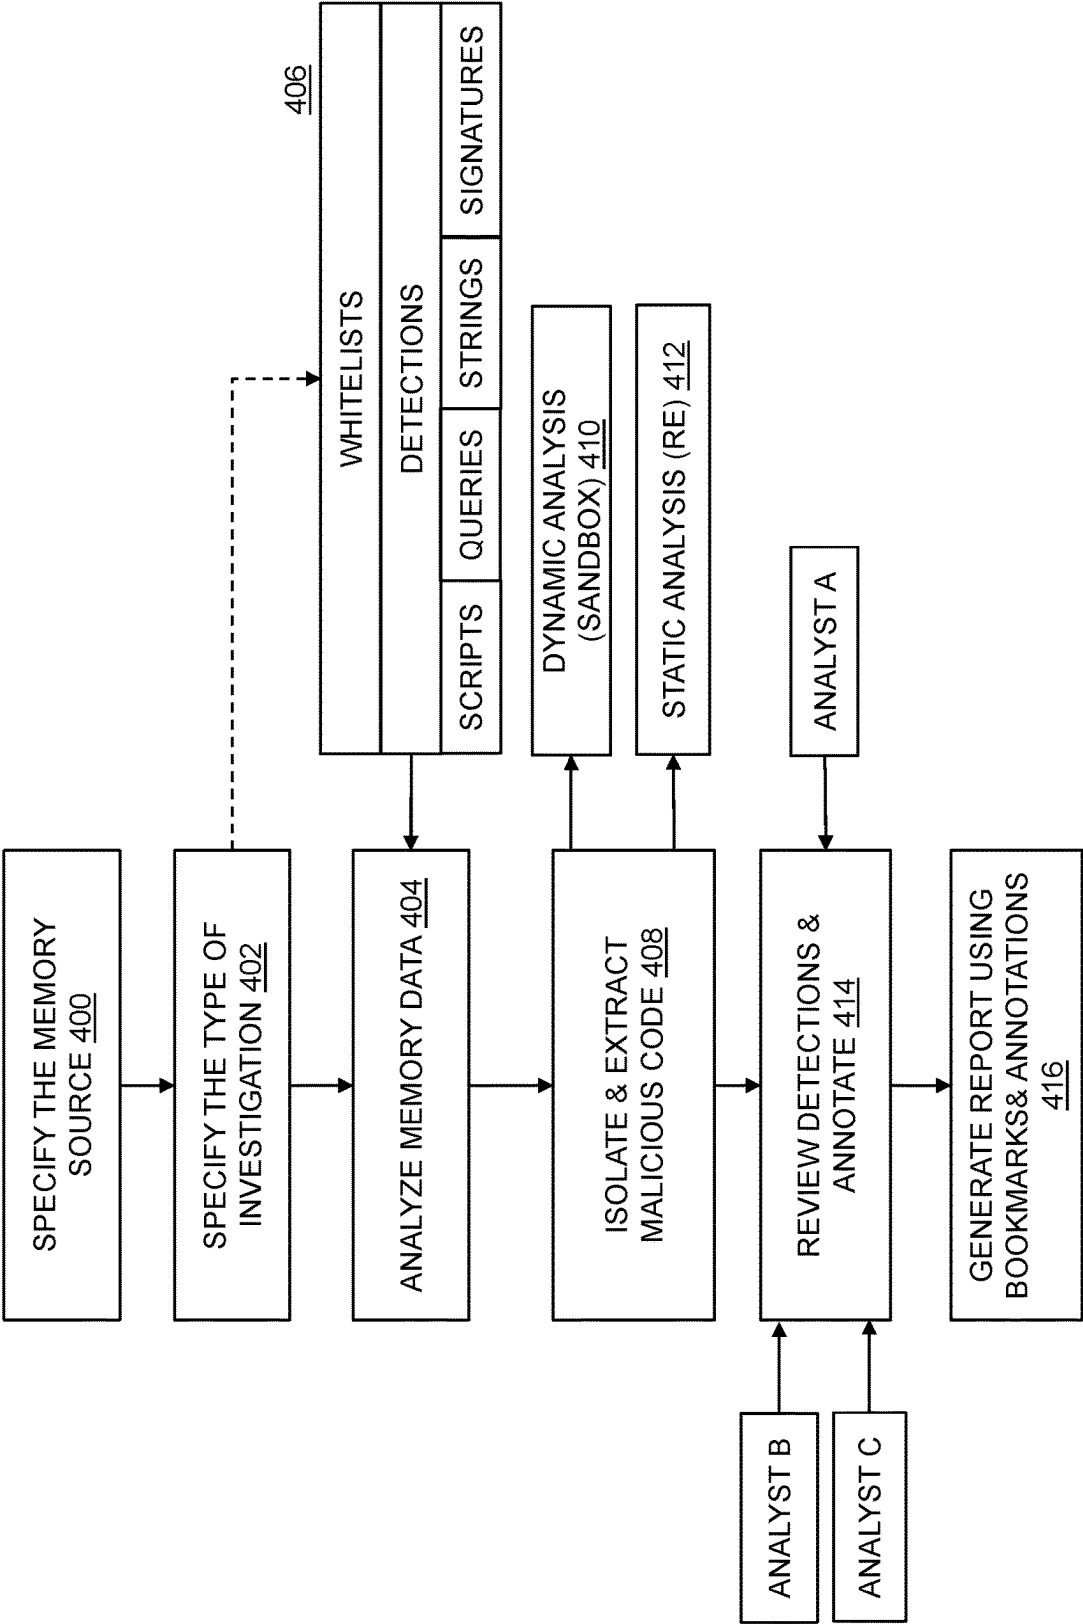 SPECIFY THE MEMORY
SOURCE 400
SPECIFY THE TYPE OF
INVESTIGATION 402
ANALYZE MEMORY DATA 404
406
WHITELISTS
DETECTIONS
SCRIPTS
QUERIES
STRINGS
SIGNATURES
ISOLATE & EXTRACT
MALICIOUS CODE 408
DYNAMIC ANALYSIS
(SANDBOX) 410
STATIC ANALYSIS (RE) 412
REVIEW DETECTIONS &
ANNOTATE 414
ANALYST A
ANALYST B
ANALYST C
GENERATE REPORT USING
BOOKMARKS& ANNOTATIONS
416